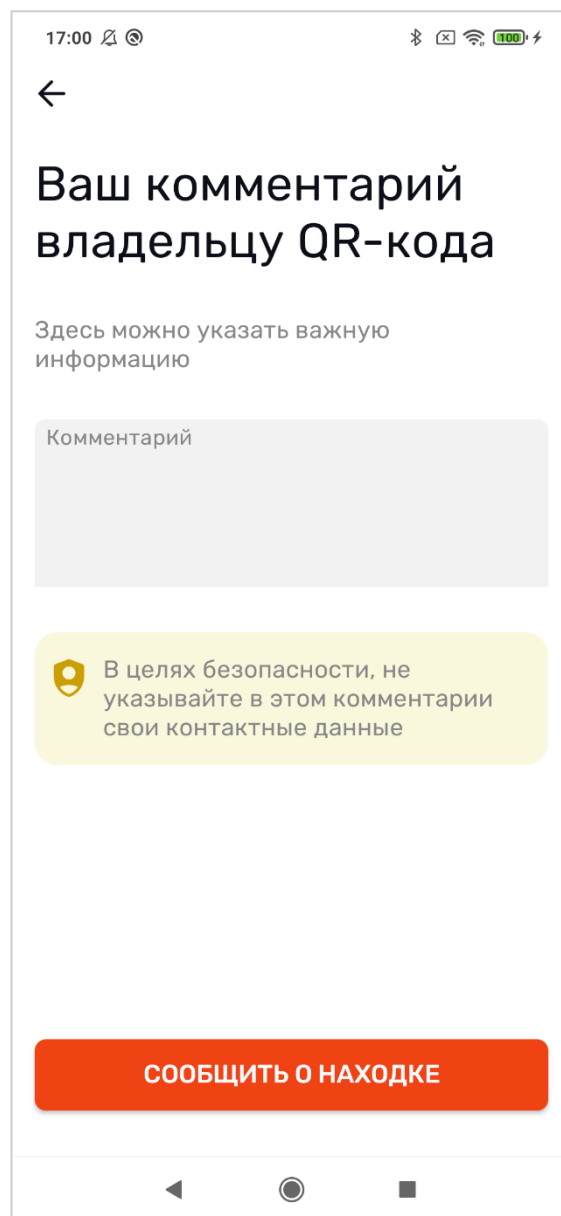 17:00
100
Ваш комментарий
владельцу QR-кода
Здесь можно указать важную
информацию
Комментарий
В целях безопасности, не
указывайте в этом комментарии
свои контактные данные
СООБЩИТЬ О НАХОДКЕ